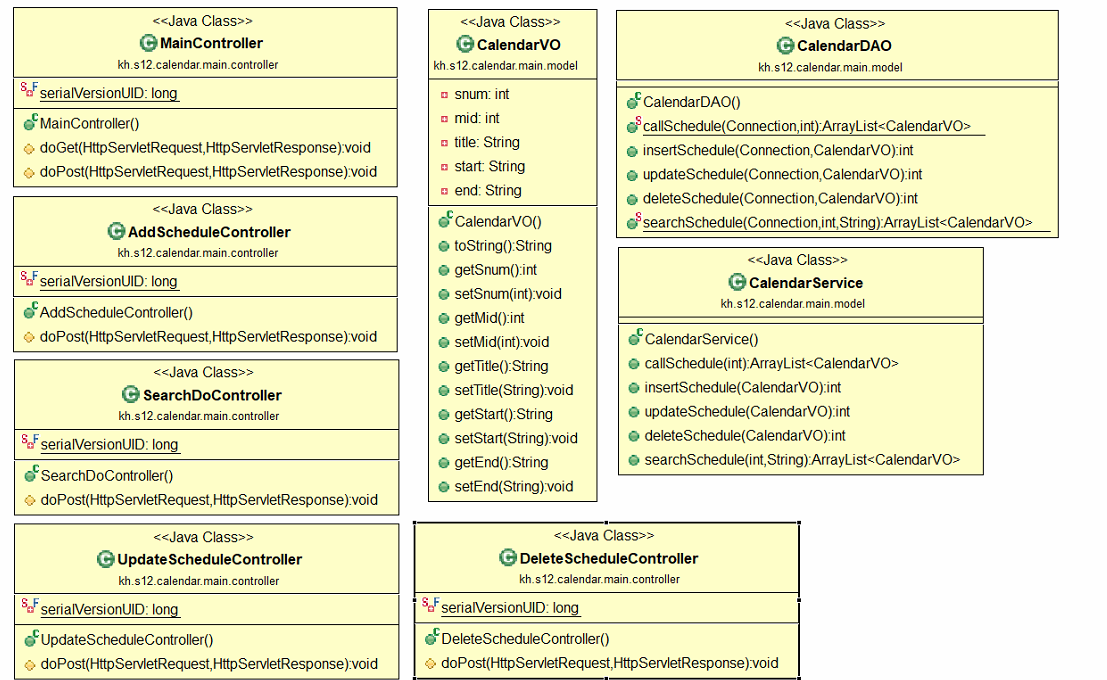 <<Java Class>>
MainController
kh.s12.calendar.main.controller
serialVersionUID: long
MainController()
doGet(HttpServletRequest,HttpServletResponse):void
doPost(HttpServletRequest,HttpServletResponse):void
<<Java Class>>
AddScheduleController
kh.s12.calendar.main.controller
serialVersionUID: long
AddScheduleController()
doPost(HttpServletRequest,HttpServletResponse):void
<<Java Class>>
SearchDoController
kh.s12.calendar.main.controller
serialVersionUID: long
SearchDoController()
doPost(HttpServletRequest,HttpServletResponse):void
<<Java Class>>
UpdateScheduleController
kh.s12.calendar.main.controller
serialVersionUID: long
UpdateScheduleController()
doPost(HttpServletRequest,HttpServletResponse):void
<<Java Class>>
CalendarVO
kh.s12.calendar.main.model
snum: int
mid: int
title: String
start: String
end: String
CalendarVO()
toString():String
getSnum():int
setSnum(int):void
getMid():int
setMid(int):void
getTitle():String
setTitle(String):void
getStart():String
setStart(String):void
getEnd():String
setEnd(String):void
<<Java Class>>
CalendarDAO
kh.s12.calendar.main.model
CalendarDAO()
callSchedule(Connection,int):ArrayList<CalendarVO>
insertSchedule(Connection,CalendarVO):int
updateSchedule(Connection,CalendarVO):int
deleteSchedule(Connection,CalendarVO):int
searchSchedule(Connection,int,String):ArrayList<CalendarVO>
<<Java Class>>
CalendarService
kh.s12.calendar.main.model
CalendarService()
callSchedule(int):ArrayList<CalendarVO>
insertSchedule(CalendarVO):int
updateSchedule(CalendarVO):int
deleteSchedule(CalendarVO):int
searchSchedule(int,String):ArrayList<CalendarVO>
<<Java Class>>
DeleteScheduleController
kh.s12.calendar.main.controller
serialVersionUID: long
DeleteScheduleController()
doPost(HttpServletRequest,HttpServletResponse):void